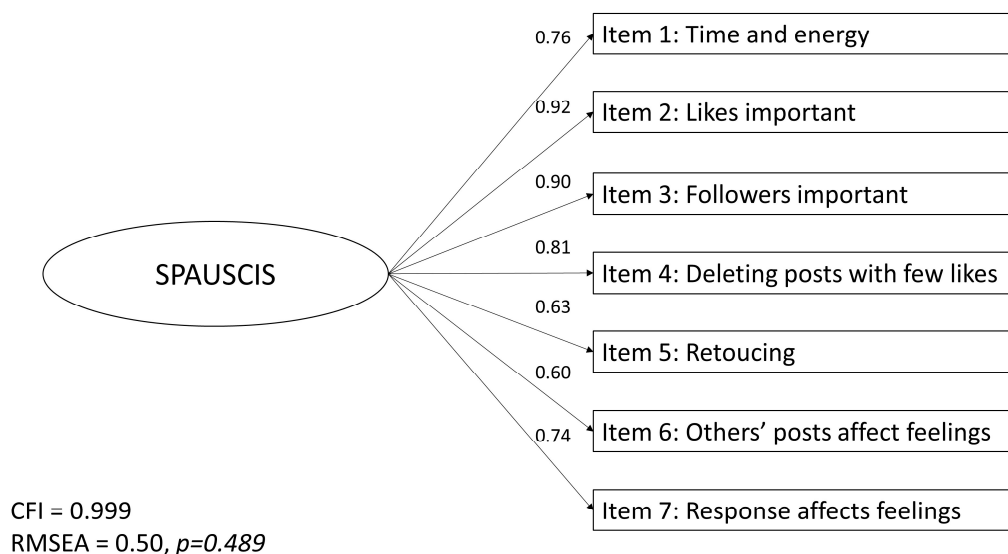 0.76
Item 1: Time and energy
0.92
Item 2: Likes important
0.90
Item 3: Followers important
0.81
SPAUSCIS
Item 4: Deleting posts with few likes
0.63
Item 5: Retoucing
0.60
Item 6: Others’ posts affect feelings
0.74
Item 7: Response affects feelings
CFI = 0.999
RMSEA = 0.50, p=0.489